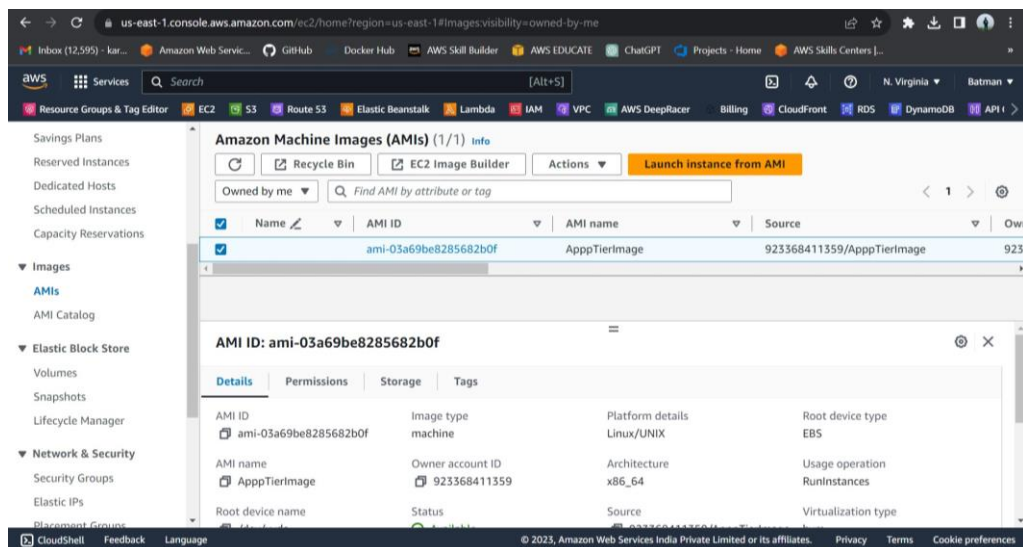 us-east-1.console.aws.amazon.com/ec2/home?region=us-east-1#Images:visibility=owned-by-me
Inbox (12,595) - kar... Amazon Web Servic... GitHub Docker Hub AWS Skill Builder AWS EDUCATE ChatGPT Projects - Home AWS Skills Centers |... »
aws Services Search [Alt+S] N. Virginia ▼ Batman ▼
Resource Groups & Tag Editor EC2 S3 Route 53 Elastic Beanstalk Lambda IAM VPC AWS DeepRacer Billing CloudFront RDS DynamoDB API
Savings Plans
Reserved Instances
Dedicated Hosts
Scheduled Instances
Capacity Reservations
Images
AMIs
AMI Catalog
Elastic Block Store
Volumes
Snapshots
Lifecycle Manager
Network & Security
Security Groups
Elastic IPs
Placement Groups
Amazon Machine Images (AMIs) (1/1) Info
Recycle Bin EC2 Image Builder Actions ▼ Launch instance from AMI
Owned by me ▼ Find AMI by attribute or tag < 1 >
Name AMI ID AMI name Source Ow
ami-03a69be8285682b0f ApppTierImage 923368411359/ApppTierImage 923
AMI ID: ami-03a69be8285682b0f
Details Permissions Storage Tags
AMI ID Image type Platform details Root device type
ami-03a69be8285682b0f machine Linux/UNIX EBS
AMI name Owner account ID Architecture Usage operation
ApppTierImage 923368411359 x86_64 RunInstances
Root device name Status Source Virtualization type
CloudShell Feedback Language © 2023, Amazon Web Services India Private Limited or its affiliates. Privacy Terms Cookie preferences